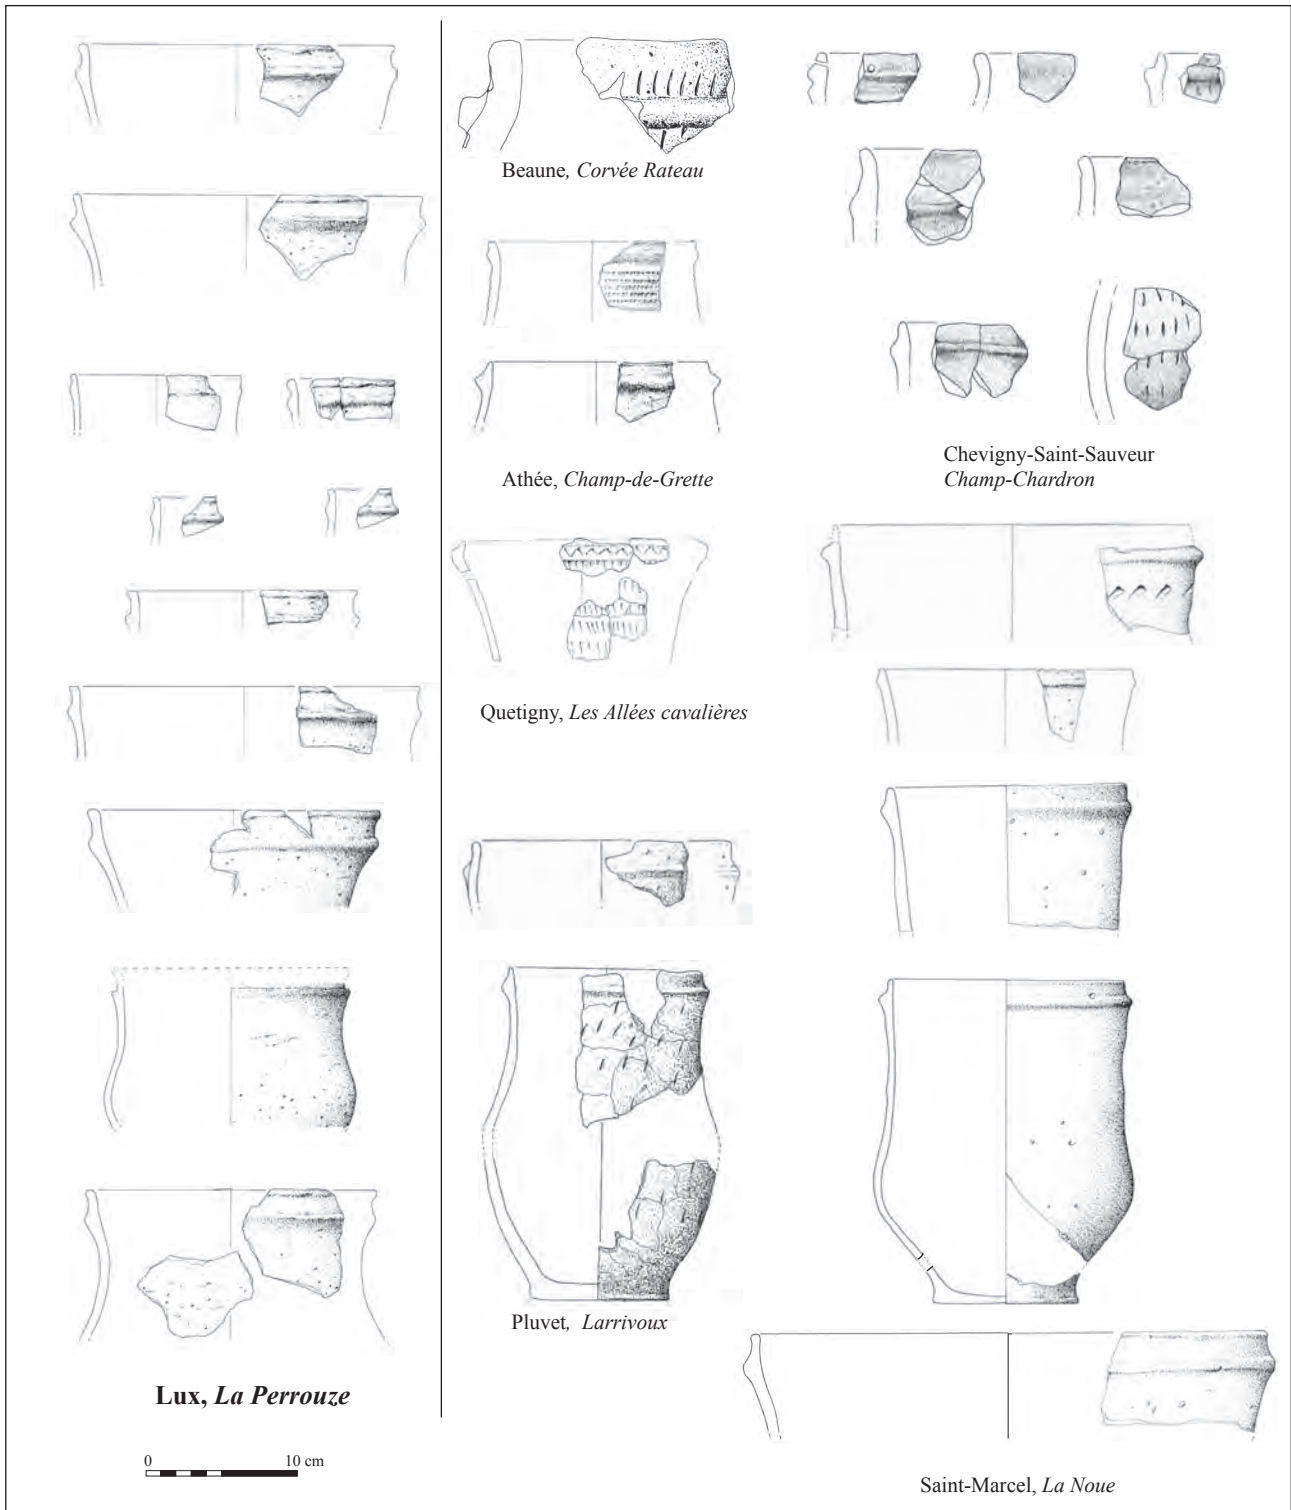 Beaune, Corvée Rateau
Athée, Champ-de-Grette
Chevigny-Saint-Sauveur
Champ-Chardron
Quetigny, Les Allées cavalières
Pluvet, Larrivoux
Lux, La Perrouze
0 10 cm
Saint-Marcel, La Noue